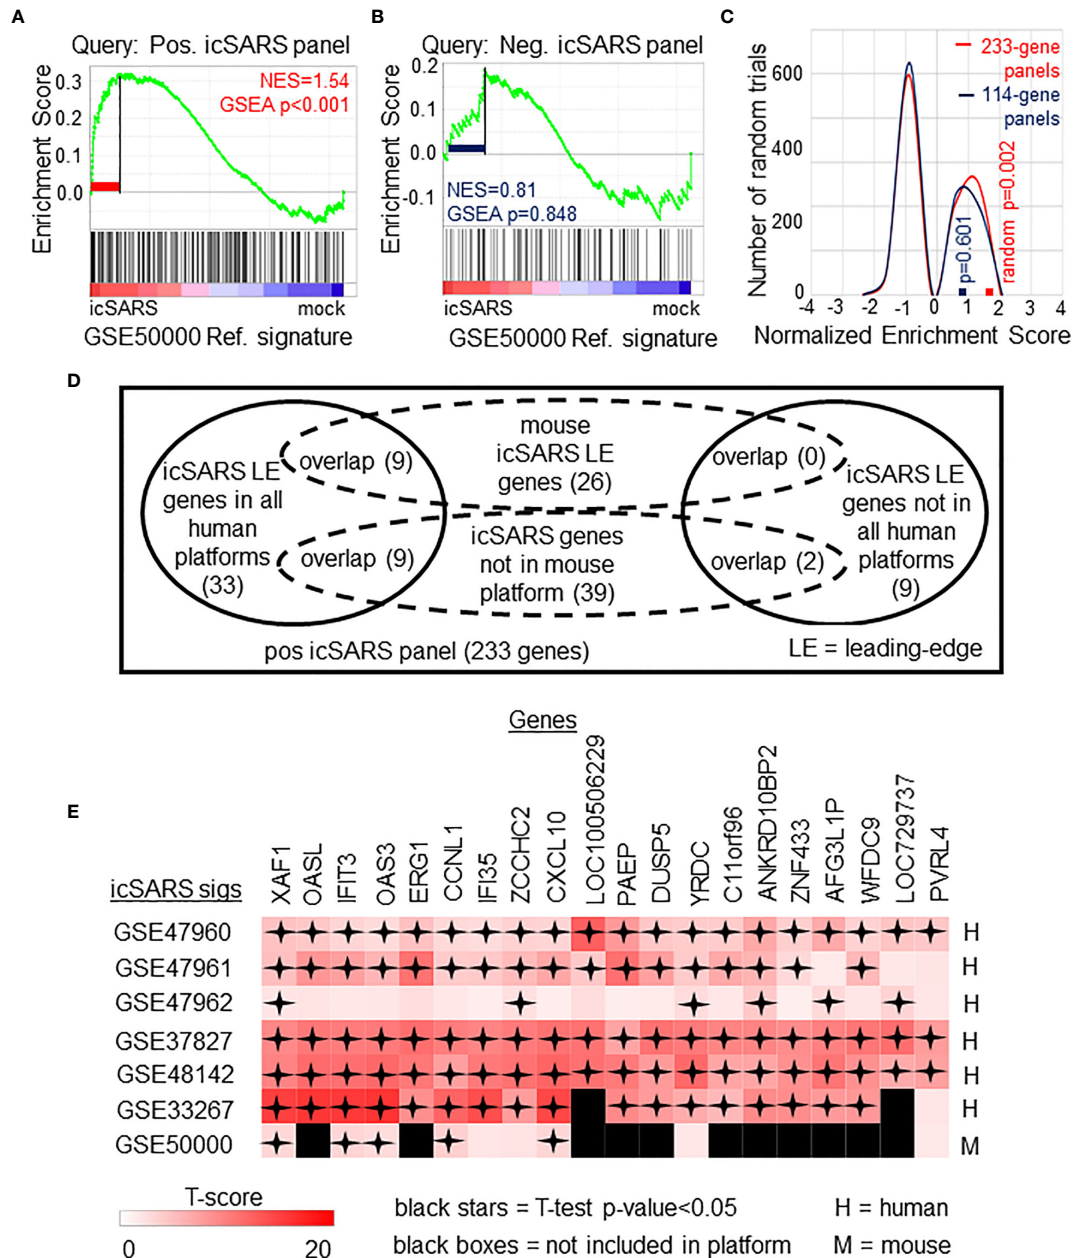 A
Query: Pos. icSARS panel
Enrichment Score
0.3
0.2
0.1
0.0
NES=1.54
GSEA p<0.001
icSARS
mock
GSE50000 Ref. signature
B
Query: Neg. icSARS panel
Enrichment Score
0.2
0.1
0.0
-0.1
NES=0.81
GSEA p=0.848
icSARS
mock
GSE50000 Ref. signature
C
Number of random trials
600
400
200
0
233-gene
panels
114-gene
panels
p=0.601
random p=0.002
-4 -3 -2 -1 0 1 2 3 4
Normalized Enrichment Score
D
icSARS LE
genes in all
human
platforms
(33)
overlap (9)
overlap (9)
mouse
icSARS LE
genes (26)
icSARS genes
not in mouse
platform (39)
overlap (0)
overlap (2)
icSARS LE
genes not in
all human
platforms
(9)
pos icSARS panel (233 genes)
LE = leading-edge
E
Genes
icSARS sigs
XAF1
OASL
IFIT3
OAS3
ERG1
CCNL1
IFI35
ZCCHC2
CXCL10
LOC100506229
PAEP
DUSP5
YRDC
C11orf96
ANKRD10BP2
ZNF433
AFG3L1P
WFDC9
LOC729737
PVRL4
GSE47960 H
GSE47961 H
GSE47962 H
GSE37827 H
GSE48142 H
GSE33267 H
GSE50000 M
T-score
0 20
black stars = T-test p-value<0.05
black boxes = not included in platform
H = human
M = mouse